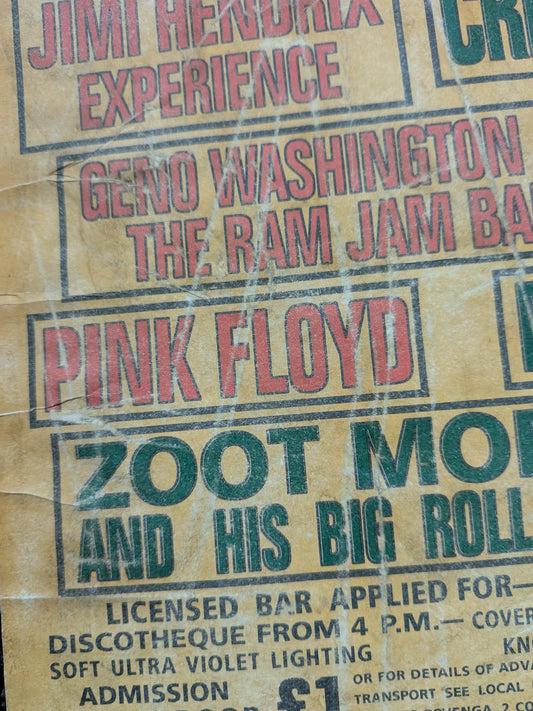 JIMI HENDRIX
EXPERIENCE
CR
GENO WASHINGTON
THE RAM JAM BA
PINK FLOYD
ZOOT MO
AND HIS BIG ROLL
LICENSED BAR APPLIED FOR—
DISCOTHEQUE FROM 4 P.M.— COVER
SOFT ULTRA VIOLET LIGHTING KN
ADMISSION £1
OR FOR DETAILS OF ADVA
TRANSPORT SEE LOCAL